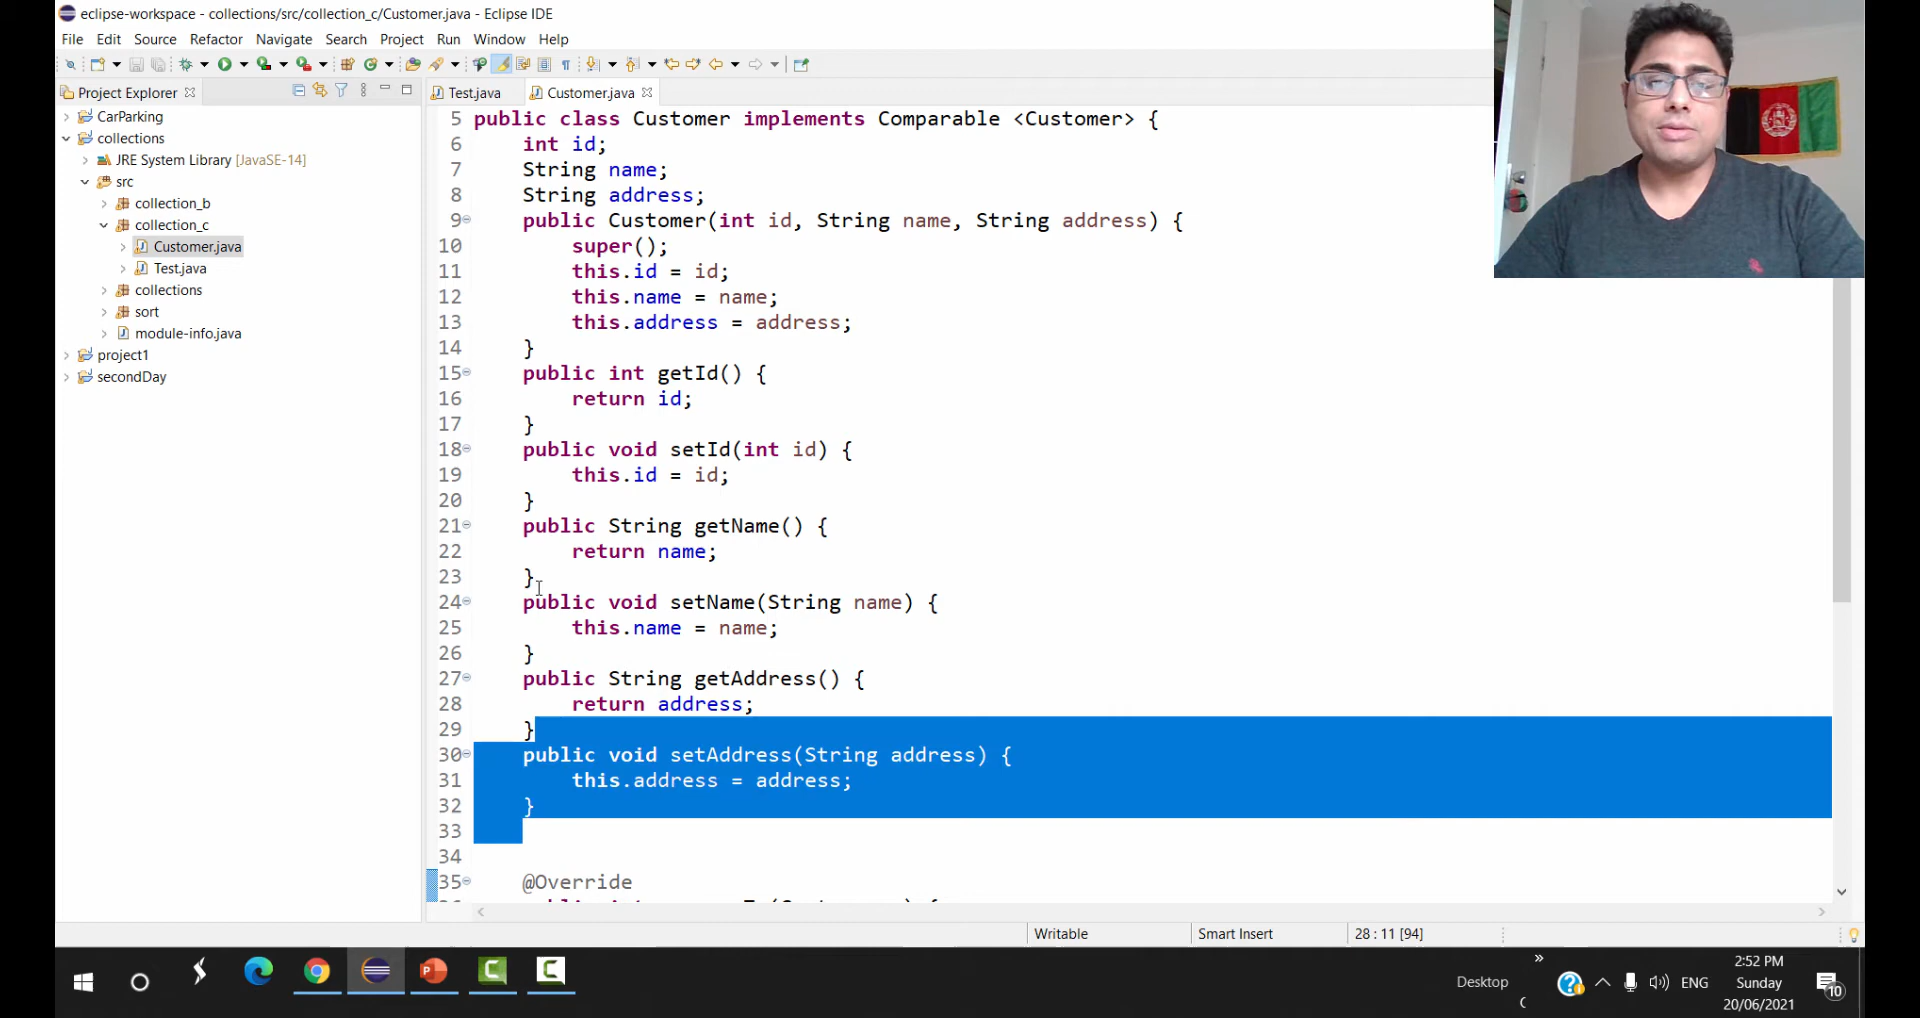 eclipse-workspace - collections/src/collection_c/Customer.java - Eclipse IDE
File Edit Source Refactor Navigate Search Project Run Window Help
Project Explorer
Test.java
Customer.java
CarParking
collections
JRE System Library [JavaSE-14]
src
collection_b
collection_c
Customer.java
Test.java
collections
sort
module-info.java
project1
secondDay
5 public class Customer implements Comparable <Customer> {
6 int id;
7 String name;
8 String address;
9 public Customer(int id, String name, String address) {
10 super();
11 this.id = id;
12 this.name = name;
13 this.address = address;
14 }
15 public int getId() {
16 return id;
17 }
18 public void setId(int id) {
19 this.id = id;
20 }
21 public String getName() {
22 return name;
23 }
24 public void setName(String name) {
25 this.name = name;
26 }
27 public String getAddress() {
28 return address;
29 }
30 public void setAddress(String address) {
31 this.address = address;
32 }
33
34
35 @Override
Writable Smart Insert 28 : 11 [94]
Desktop
ENG
2:52 PM
Sunday
20/06/2021
10